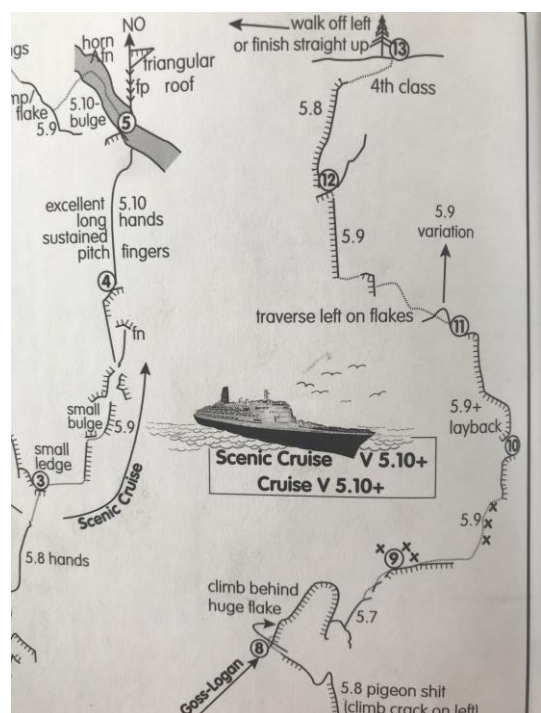 NO
horn
fn
triangular
roof
fp
flake
5.9
5.10-
bulge
5
excellent
long
sustained
pitch
5.10
hands
fingers
4
fn
small
bulge
5.9
small
ledge
3
Scenic Cruise
5.8 hands
walk off left
or finish straight up
13
4th class
5.8
12
5.9
5.9
variation
traverse left on flakes
11
5.9+
layback
10
Scenic Cruise V 5.10+
Cruise V 5.10+
5.9
x x x
x
x
x
9
climb behind
huge flake
5.7
8
Goss-Logan
5.8 pigeon shit
(climb crack on left)